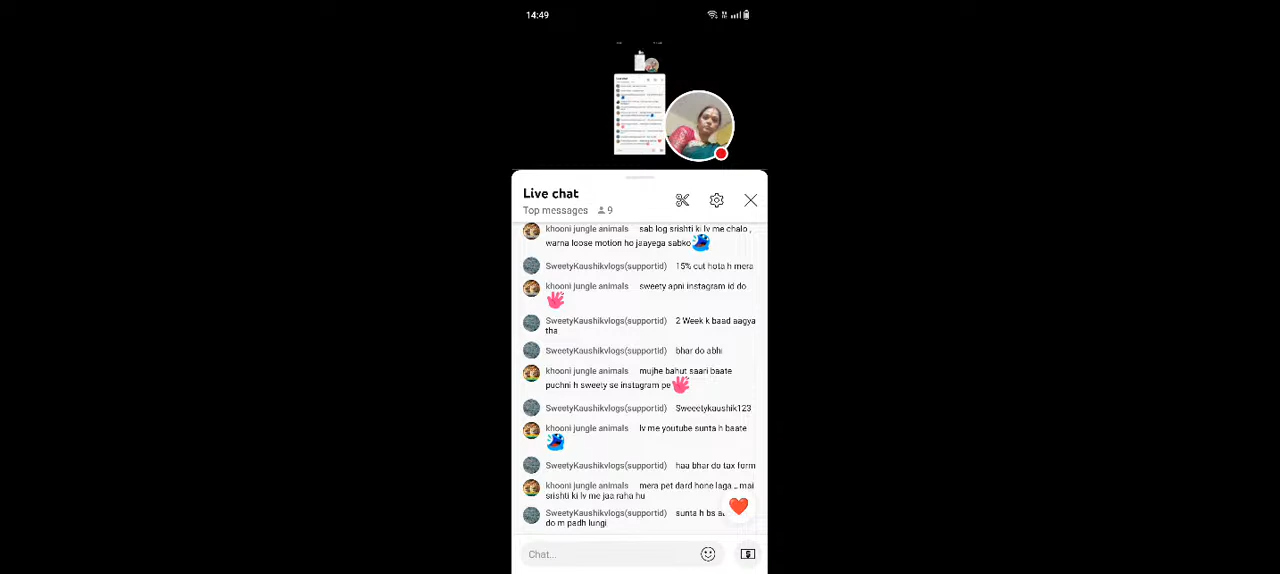 14:49
Live chat
Top messages 9
khooni jungle animals sab log srishti ki lv me chalo ,
warna loose motion ho jaayega sabko
SweetyKaushikvlogs(supportid) 15% cut hota h mera
khooni jungle animals sweety apni instagram id do
SweetyKaushikvlogs(supportid) 2 Week k baad aagya
tha
SweetyKaushikvlogs(supportid) bhar do abhi
khooni jungle animals mujhe bahut saari baate
puchni h sweety se instagram pe
SweetyKaushikvlogs(supportid) Sweeetykaushik123
khooni jungle animals lv me youtube sunta h baate
SweetyKaushikvlogs(supportid) haa bhar do tax form
khooni jungle animals mera pet dard hone laga .. mai
srishti ki lv me jaa raha hu
SweetyKaushikvlogs(supportid) sunta h bs
do m padh lungi
Chat...